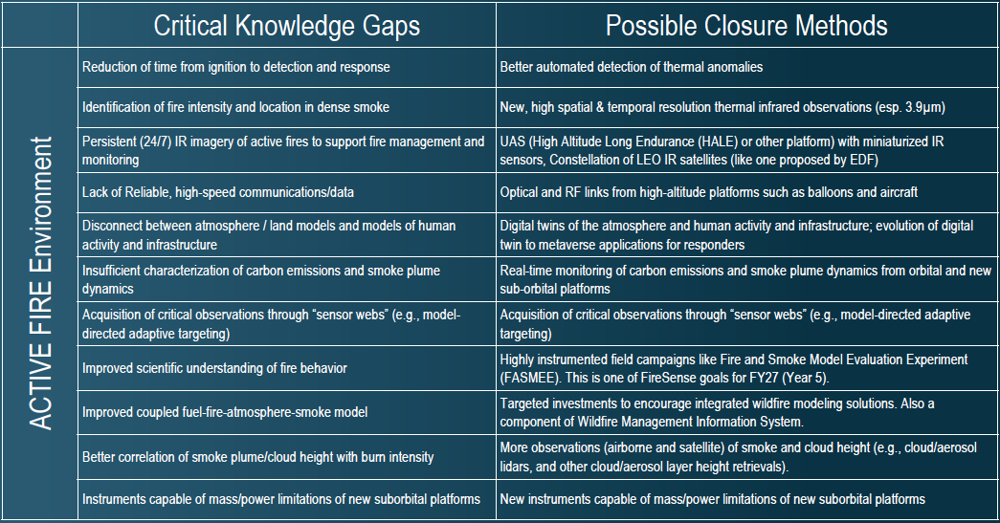 Critical Knowledge Gaps
Possible Closure Methods
ACTIVE FIRE Environment
Reduction of time from ignition to detection and response
Better automated detection of thermal anomalies
Identification of fire intensity and location in dense smoke
New, high spatial & temporal resolution thermal infrared observations (esp. 3.9µm)
Persistent (24/7) IR imagery of active fires to support fire management and
monitoring
UAS (High Altitude Long Endurance (HALE) or other platform) with miniaturized IR
sensors, Constellation of LEO IR satellites (like one proposed by EDF)
Lack of Reliable, high-speed communications/data
Optical and RF links from high-altitude platforms such as balloons and aircraft
Disconnect between atmosphere / land models and models of human
activity and infrastructure
Digital twins of the atmosphere and human activity and infrastructure; evolution of digital
twin to metaverse applications for responders
Insufficient characterization of carbon emissions and smoke plume
dynamics
Real-time monitoring of carbon emissions and smoke plume dynamics from orbital and new
sub-orbital platforms
Acquisition of critical observations through “sensor webs” (e.g., model-
directed adaptive targeting)
Acquisition of critical observations through “sensor webs” (e.g., model-directed adaptive
targeting)
Improved scientific understanding of fire behavior
Highly instrumented field campaigns like Fire and Smoke Model Evaluation Experiment
(FASMEE). This is one of FireSense goals for FY27 (Year 5).
Improved coupled fuel-fire-atmosphere-smoke model
Targeted investments to encourage integrated wildfire modeling solutions. Also a
component of Wildfire Management Information System.
Better correlation of smoke plume/cloud height with burn intensity
More observations (airborne and satellite) of smoke and cloud height (e.g., cloud/aerosol
lidars, and other cloud/aerosol layer height retrievals).
Instruments capable of mass/power limitations of new suborbital platforms
New instruments capable of mass/power limitations of new suborbital platforms